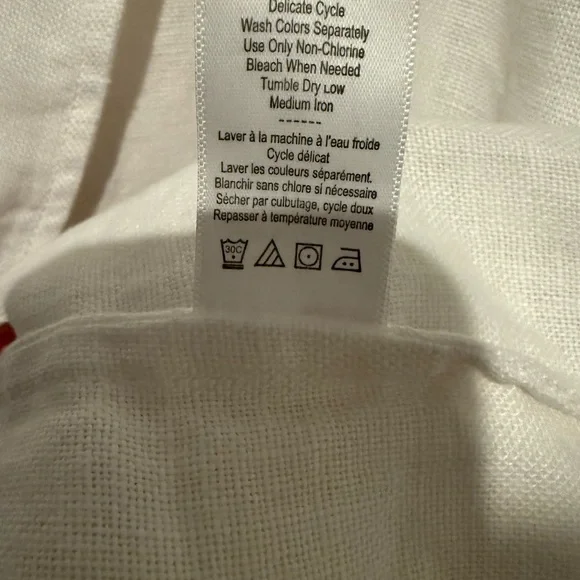 Delicate Cycle
Wash Colors Separately
Use Only Non-Chlorine
Bleach When Needed
Tumble Dry LOW
Medium Iron
------
Laver à la machine à l'eau froide
Cycle délicat
Laver les couleurs séparément.
Blanchir sans chlore si nécessaire
Sécher par culbutage, cycle doux
Repasser à température moyenne
30C